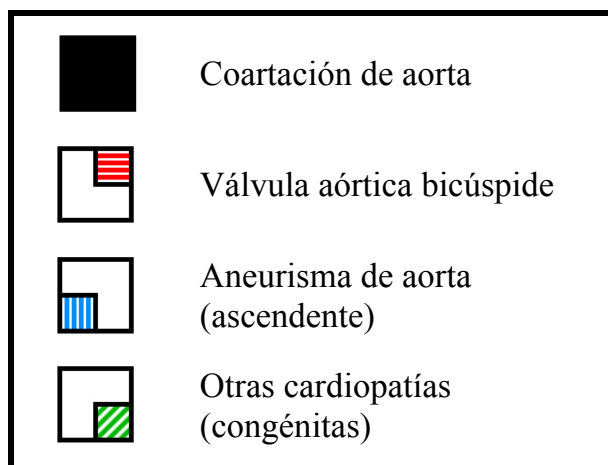 Coartación de aorta
Válvula aórtica bicúspide
Aneurisma de aorta
(ascendente)
Otras cardiopatías
(congénitas)